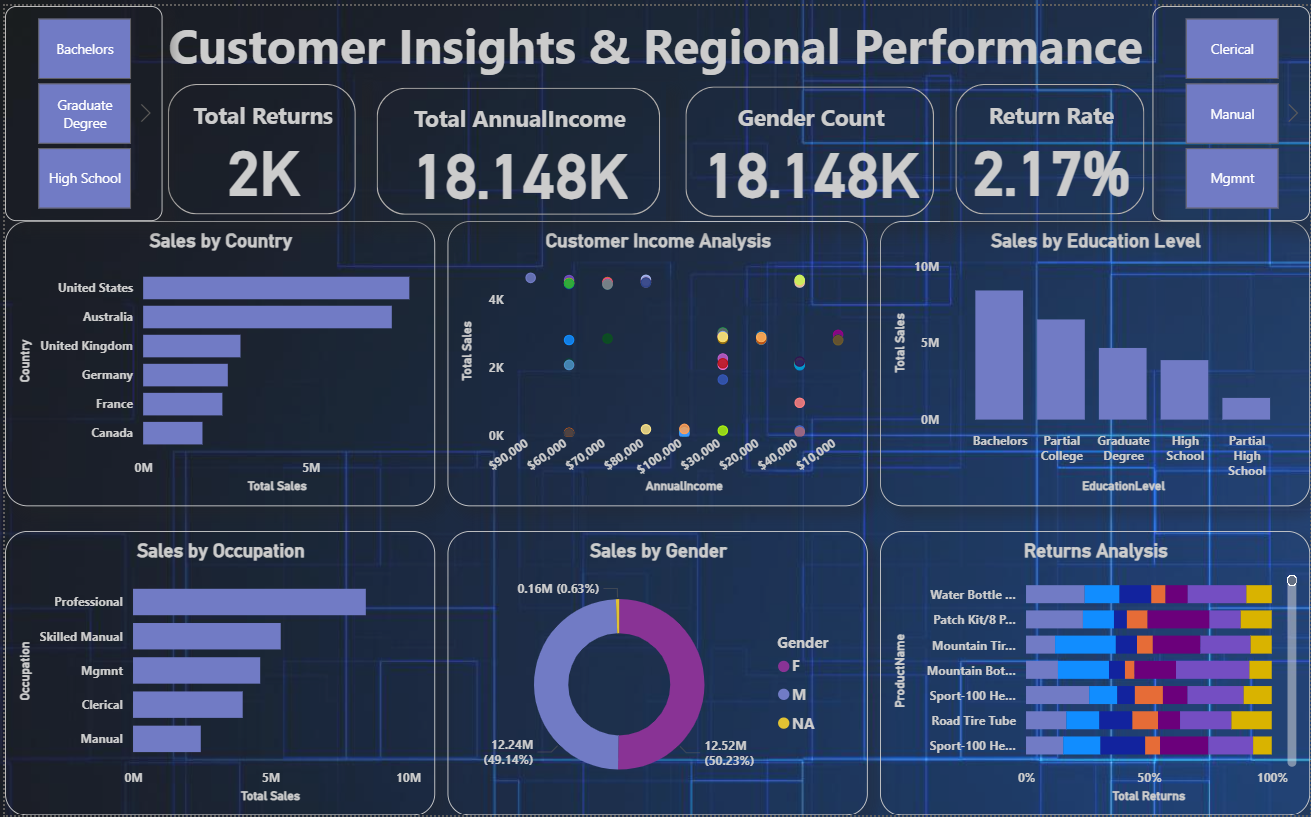 Customer Insights & Regional Performance
Bachelors
Graduate
Degree
High School
Total Returns
2K
Total AnnualIncome
18.148K
Gender Count
18.148K
Return Rate
2.17%
Clerical
Manual
Mgmnt
Sales by Country
Country
United States
Australia
United Kingdom
Germany
France
Canada
0M
5M
Total Sales
Customer Income Analysis
Total Sales
4K
2K
0K
$90,000
$60,000
$70,000
$80,000
$100,000
$30,000
$20,000
$40,000
$10,000
AnnualIncome
Sales by Education Level
Total Sales
10M
5M
0M
Bachelors
Partial
College
Graduate
Degree
High
School
Partial
High
School
EducationLevel
Sales by Occupation
Occupation
Professional
Skilled Manual
Mgmnt
Clerical
Manual
0M
5M
10M
Total Sales
Sales by Gender
0.16M (0.63%)
12.24M
(49.14%)
12.52M
(50.23%)
Gender
F
M
NA
Returns Analysis
ProductName
Water Bottle ...
Patch Kit/8 P...
Mountain Tir...
Mountain Bot...
Sport-100 He...
Road Tire Tube
Sport-100 He...
0%
50%
100%
Total Returns